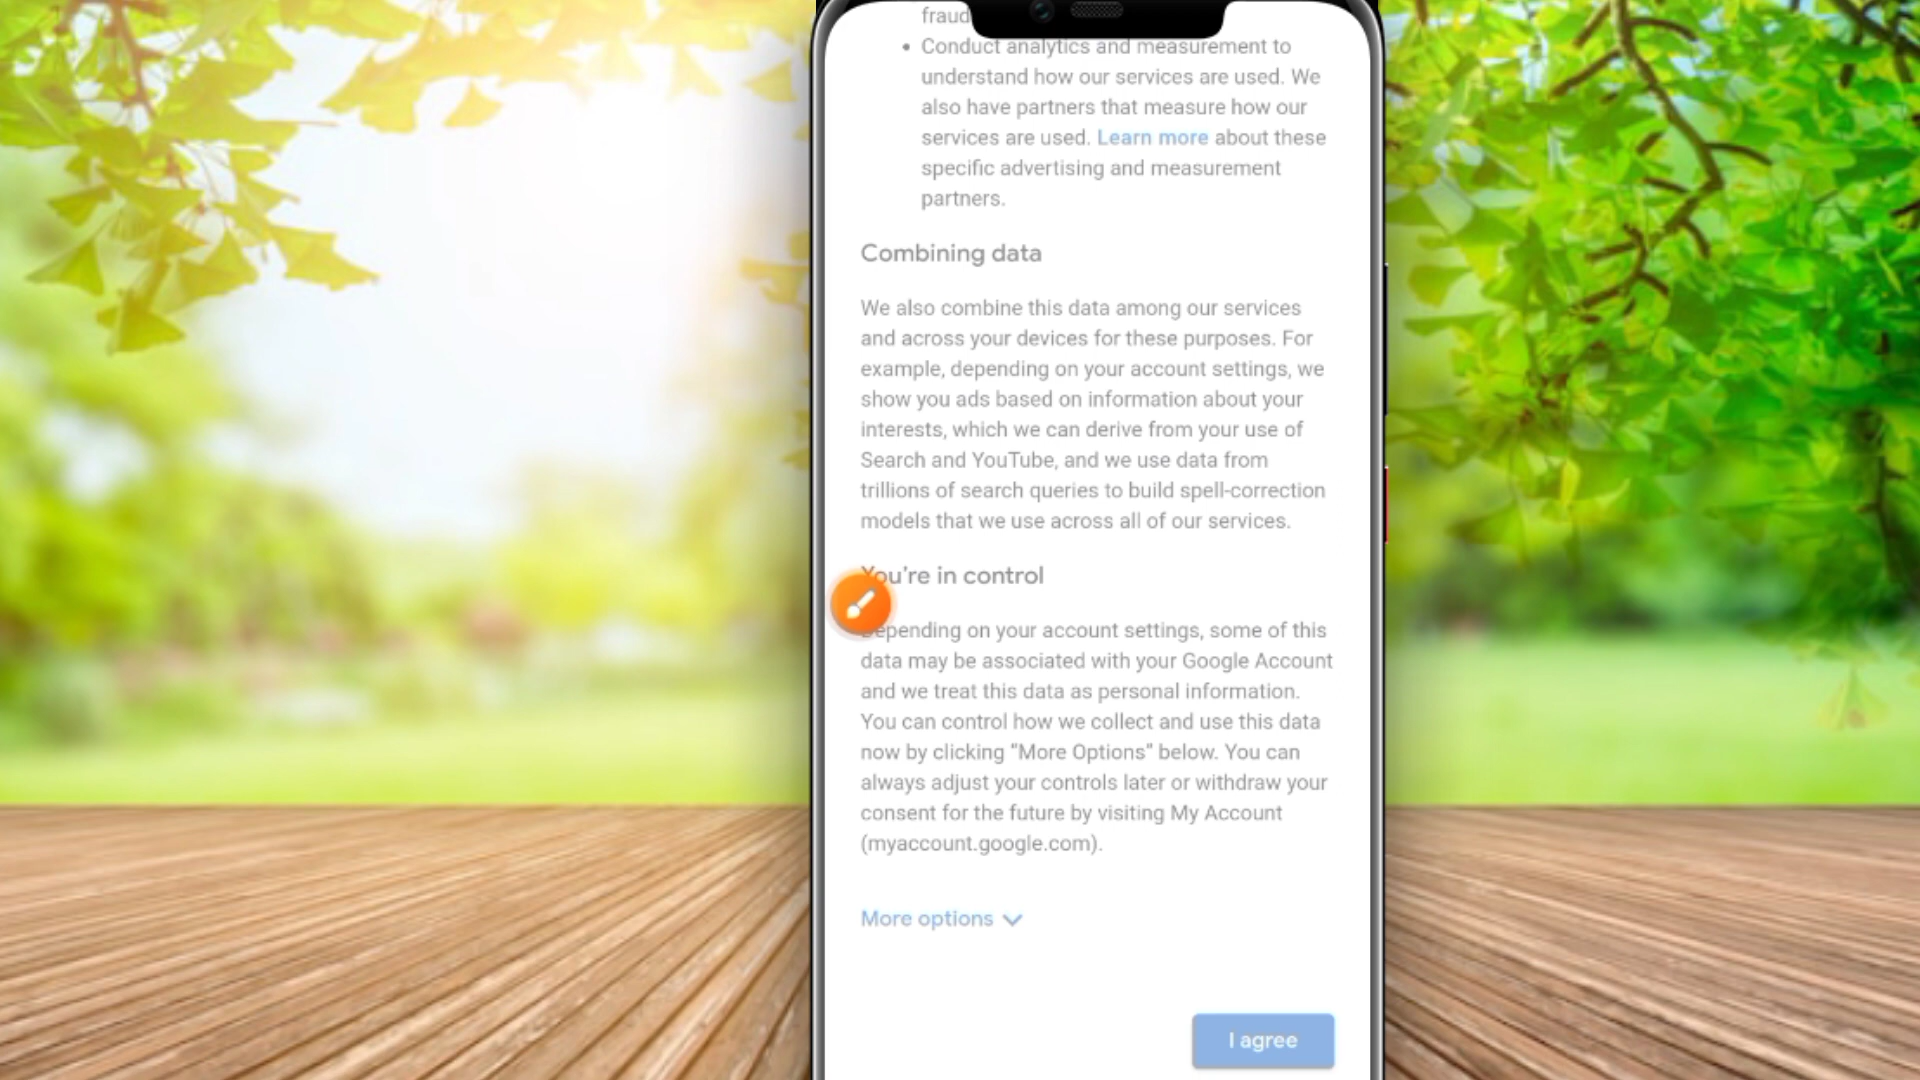 fraud
• Conduct analytics and measurement to
understand how our services are used. We
also have partners that measure how our
services are used. Learn more about these
specific advertising and measurement
partners.
Combining data
We also combine this data among our services
and across your devices for these purposes. For
example, depending on your account settings, we
show you ads based on information about your
interests, which we can derive from your use of
Search and YouTube, and we use data from
trillions of search queries to build spell-correction
models that we use across all of our services.
You're in control
Depending on your account settings, some of this
data may be associated with your Google Account
and we treat this data as personal information.
You can control how we collect and use this data
now by clicking “More Options” below. You can
always adjust your controls later or withdraw your
consent for the future by visiting My Account
(myaccount.google.com).
More options
I agree